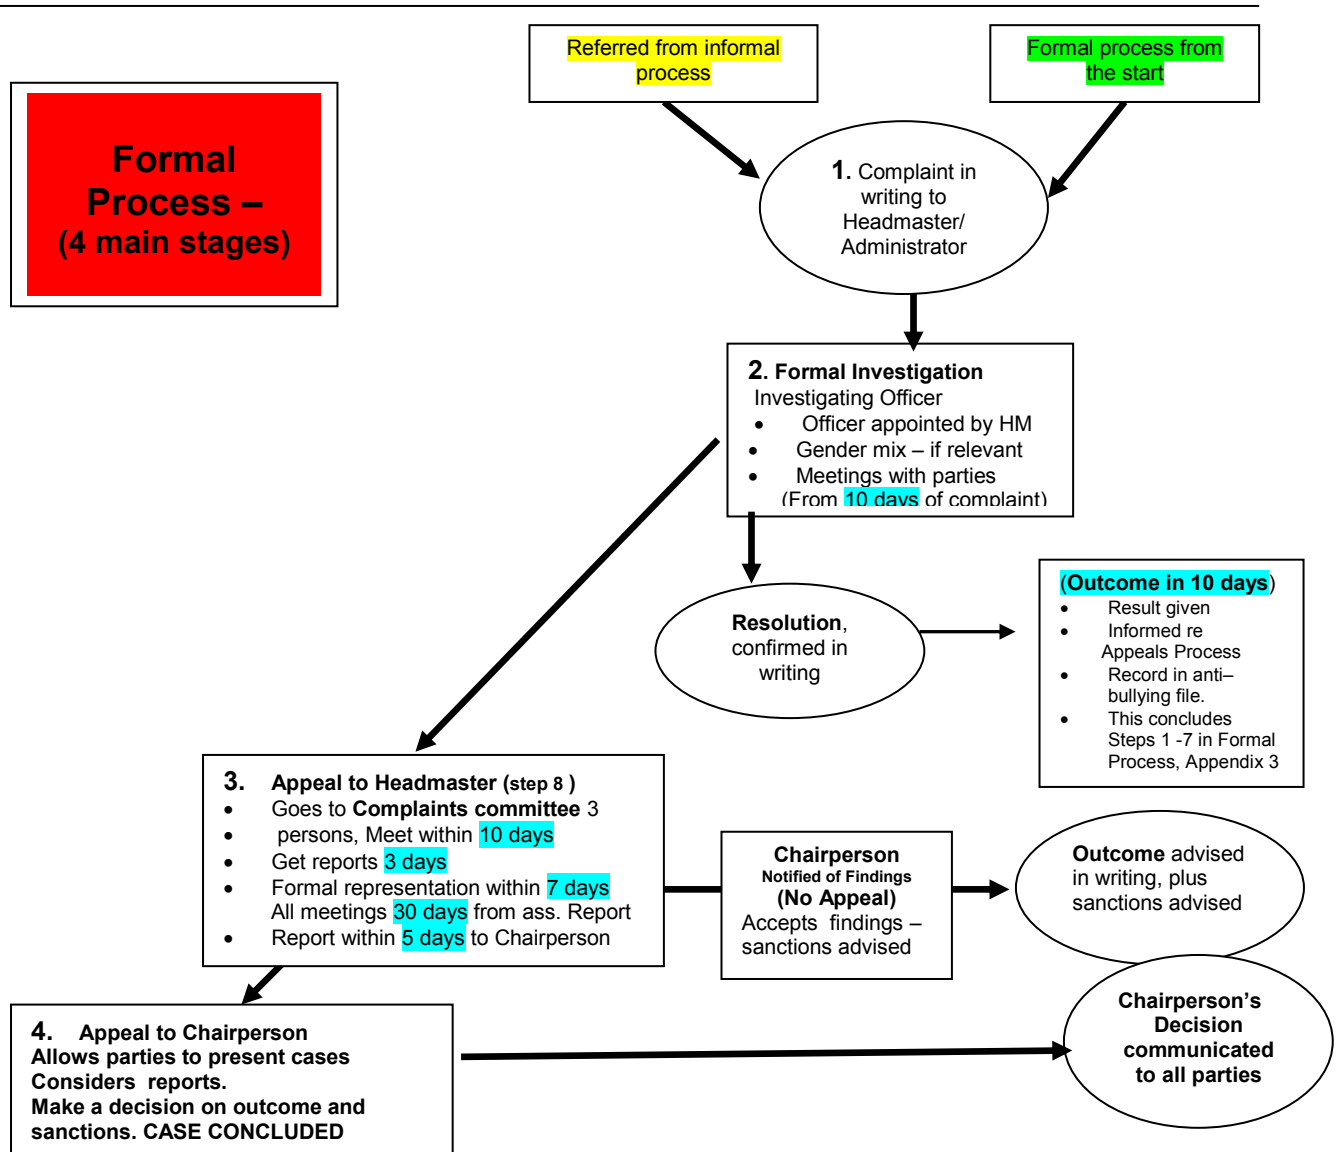 Referred from informal
process
Formal process from
the start
Formal
Process –
(4 main stages)
1. Complaint in
writing to
Headmaster/
Administrator
2. Formal Investigation
Investigating Officer
• Officer appointed by HM
• Gender mix – if relevant
• Meetings with parties
(From 10 days of complaint)
Resolution,
confirmed in
writing
(Outcome in 10 days)
• Result given
• Informed re
Appeals Process
• Record in anti–
bullying file.
• This concludes
Steps 1 -7 in Formal
Process, Appendix 3
3. Appeal to Headmaster (step 8 )
• Goes to Complaints committee 3
• persons, Meet within 10 days
• Get reports 3 days
• Formal representation within 7 days
All meetings 30 days from ass. Report
• Report within 5 days to Chairperson
Chairperson
Notified of Findings
(No Appeal)
Accepts findings –
sanctions advised
Outcome advised
in writing, plus
sanctions advised
4. Appeal to Chairperson
Allows parties to present cases
Considers reports.
Make a decision on outcome and
sanctions. CASE CONCLUDED
Chairperson’s
Decision
communicated
to all parties